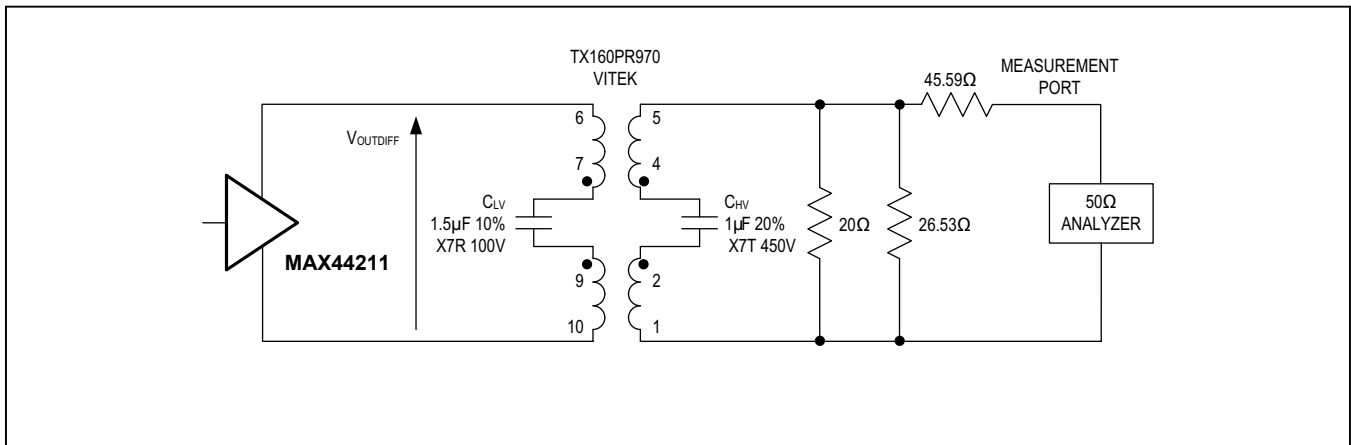 TX160PR970
VITEK
MEASUREMENT
PORT
45.59Ω
VOUTDIFF
6
5
7
4
CLV
1.5µF 10%
X7R 100V
CHV
1µF 20%
X7T 450V
20Ω
26.53Ω
50Ω
ANALYZER
MAX44211
9
2
10
1